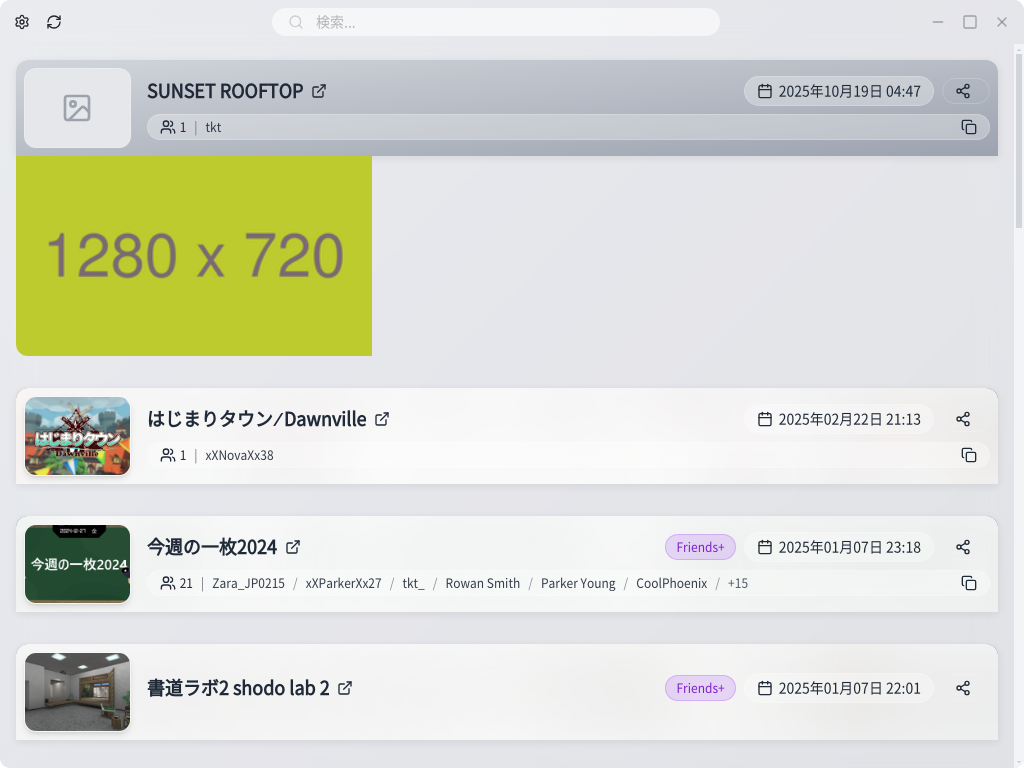 検索...
SUNSET ROOFTOP
2025年10月19日 04:47
1 | tkt
1280 x 720
はじまりタウン
Dawnville
はじまりタウン/Dawnville
2025年02月22日 21:13
1 | xXNovaXx38
今週の一枚2024
今週の一枚2024
Friends+
2025年01月07日 23:18
21 | Zara_JP0215 / xXParkerXx27 / tkt_ / Rowan Smith / Parker Young / CoolPhoenix / +15
書道ラボ2 shodo lab 2
Friends+
2025年01月07日 22:01